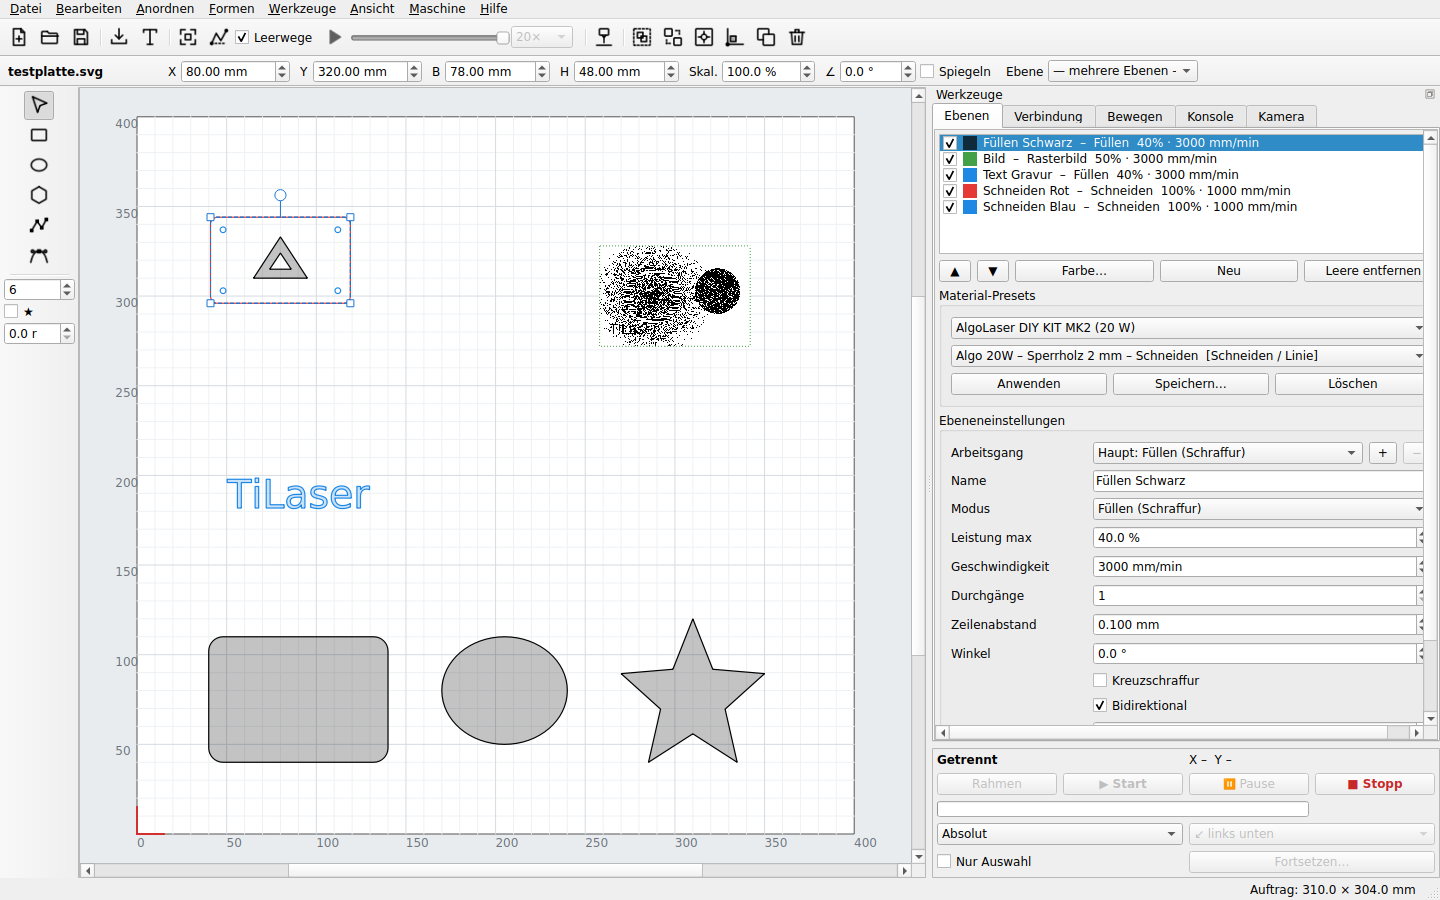 Datei Bearbeiten Anordnen Formen Werkzeuge Ansicht Maschine Hilfe
Leerwege 20×
testplatte.svg X 80.00 mm Y 320.00 mm B 78.00 mm H 48.00 mm Skal. 100.0 % ∠ 0.0 ° Spiegeln Ebene — mehrere Ebenen -
6
★
0.0 r
400
350
300
250
200
150
100
50
0 50 100 150 200 250 300 350 400
TiLaser
TiLaser
Werkzeuge
Ebenen Verbindung Bewegen Konsole Kamera
Füllen Schwarz – Füllen 40% · 3000 mm/min
Bild – Rasterbild 50% · 3000 mm/min
Text Gravur – Füllen 40% · 3000 mm/min
Schneiden Rot – Schneiden 100% · 1000 mm/min
Schneiden Blau – Schneiden 100% · 1000 mm/min
▲ ▼ Farbe... Neu Leere entfernen
Material-Presets
AlgoLaser DIY KIT MK2 (20 W)
Algo 20W – Sperrholz 2 mm – Schneiden [Schneiden / Linie]
Anwenden Speichern... Löschen
Ebeneneinstellungen
Arbeitsgang Haupt: Füllen (Schraffur) + −
Name Füllen Schwarz
Modus Füllen (Schraffur)
Leistung max 40.0 %
Geschwindigkeit 3000 mm/min
Durchgänge 1
Zeilenabstand 0.100 mm
Winkel 0.0 °
Kreuzschraffur
Bidirektional
Getrennt X – Y –
Rahmen ▶ Start ⏸ Pause ■ Stopp
Absolut ↙ links unten
Nur Auswahl Fortsetzen...
Auftrag: 310.0 × 304.0 mm